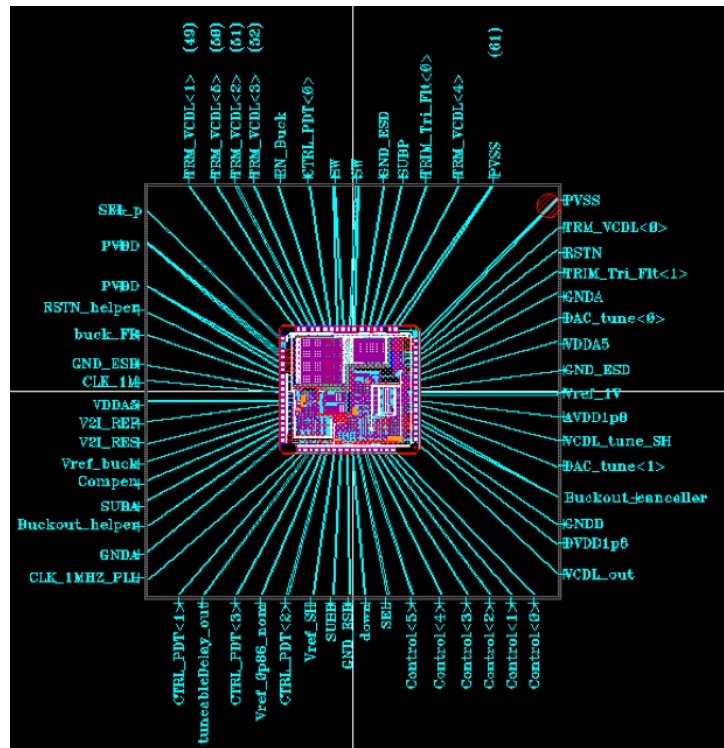 (49)
(50)
(51)
(52)
(61)
TRM_VCDL<1>
TRM_VCDL<5>
TRM_VCDL<2>
TRM_VCDL<3>
EN_Buck
CTRL_PDT<0>
SW
SW
GND_ESD
SUBP
TRIM_Tri_Flt<0>
TRM_VCDL<4>
PVSS
SEL_p
PVDD
PVDD
RSTN_helper
buck_FB
GND_ESD
CLK_1M
VDDA5
V2I_REF
V2I_RES
Vref_buck
Compen
SUBA
Buckout_helper
GNDA
CLK_1MHZ_PLL
PVSS
TRM_VCDL<0>
RSTN
TRIM_Tri_Flt<1>
GNDA
DAC_tune<0>
VDDA5
GND_ESD
Vref_1V
AVDD1p8
VCDL_tune_SH
DAC_tune<1>
Buckout_canceller
GNDD
DVDD1p8
VCDL_out
CTRL_PDT<1>
tuneableDelay_out
CTRL_PDT<3>
Vref_0p86_nom
CTRL_PDT<2>
Vref_SH
SUBD
GND_ESD
down
SEL
Control<5>
Control<4>
Control<3>
Control<2>
Control<1>
Control<0>